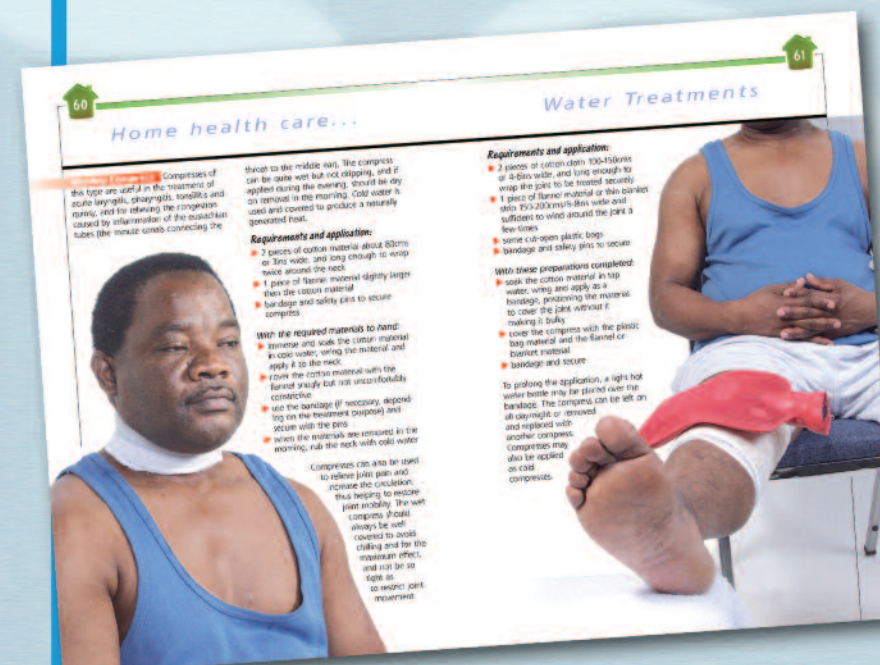 60
Home health care...
Compresses of
this type are useful in the treatment of
acute laryngitis, pharyngitis, tonsilitis and
quinsy, and for relieving the congestion
caused by inflammation of the eustachian
tubes (the minute canals connecting the
throat to the middle ear). The compress
can be quite wet but not dripping, and if
applied during the evening, should be dry
on removal in the morning. Cold water is
used and covered to produce a naturally
generated heat.
Requirements and application:
2 pieces of cotton material about 80cms
or 3ins wide, and long enough to wrap
twice around the neck
1 piece of flannel material slightly larger
than the cotton material
bandage and safety pins to secure
compress
With the required materials to hand:
immerse and soak the cotton material
in cold water, wring the material and
apply it to the neck
cover the cotton material with the
flannel snugly but not uncomfortably
constrictive
use the bandage (if necessary, depend-
ing on the treatment purpose) and
secure with the pins
when the materials are removed in the
morning, rub the neck with cold water
Compresses can also be used
to relieve joint pain and
increase the circulation,
thus helping to restore
joint mobility. The wet
compress should
always be well
covered to avoid
chilling and for the
maximum effect,
and not be so
tight as
to restrict joint
movement.
61
Water Treatments
Requirements and application:
2 pieces of cotton cloth 100-150cms
or 4-6ins wide, and long enough to
wrap the joint to be treated securely
1 piece of flannel material or thin blanket
strip 150-200cms/6-8ins wide and
sufficient to wind around the joint a
few times
some cut-open plastic bags
bandage and safety pins to secure
With these preparations completed:
soak the cotton material in tap
water, wring and apply as a
bandage, positioning the material
to cover the joint without it
making it bulky
cover the compress with the plastic
bag material and the flannel or
blanket material
bandage and secure
To prolong the application, a light hot
water bottle may be placed over the
bandage. The compress can be left on
all day/night or removed
and replaced with
another compress.
Compresses may
also be applied
as cold
compresses.